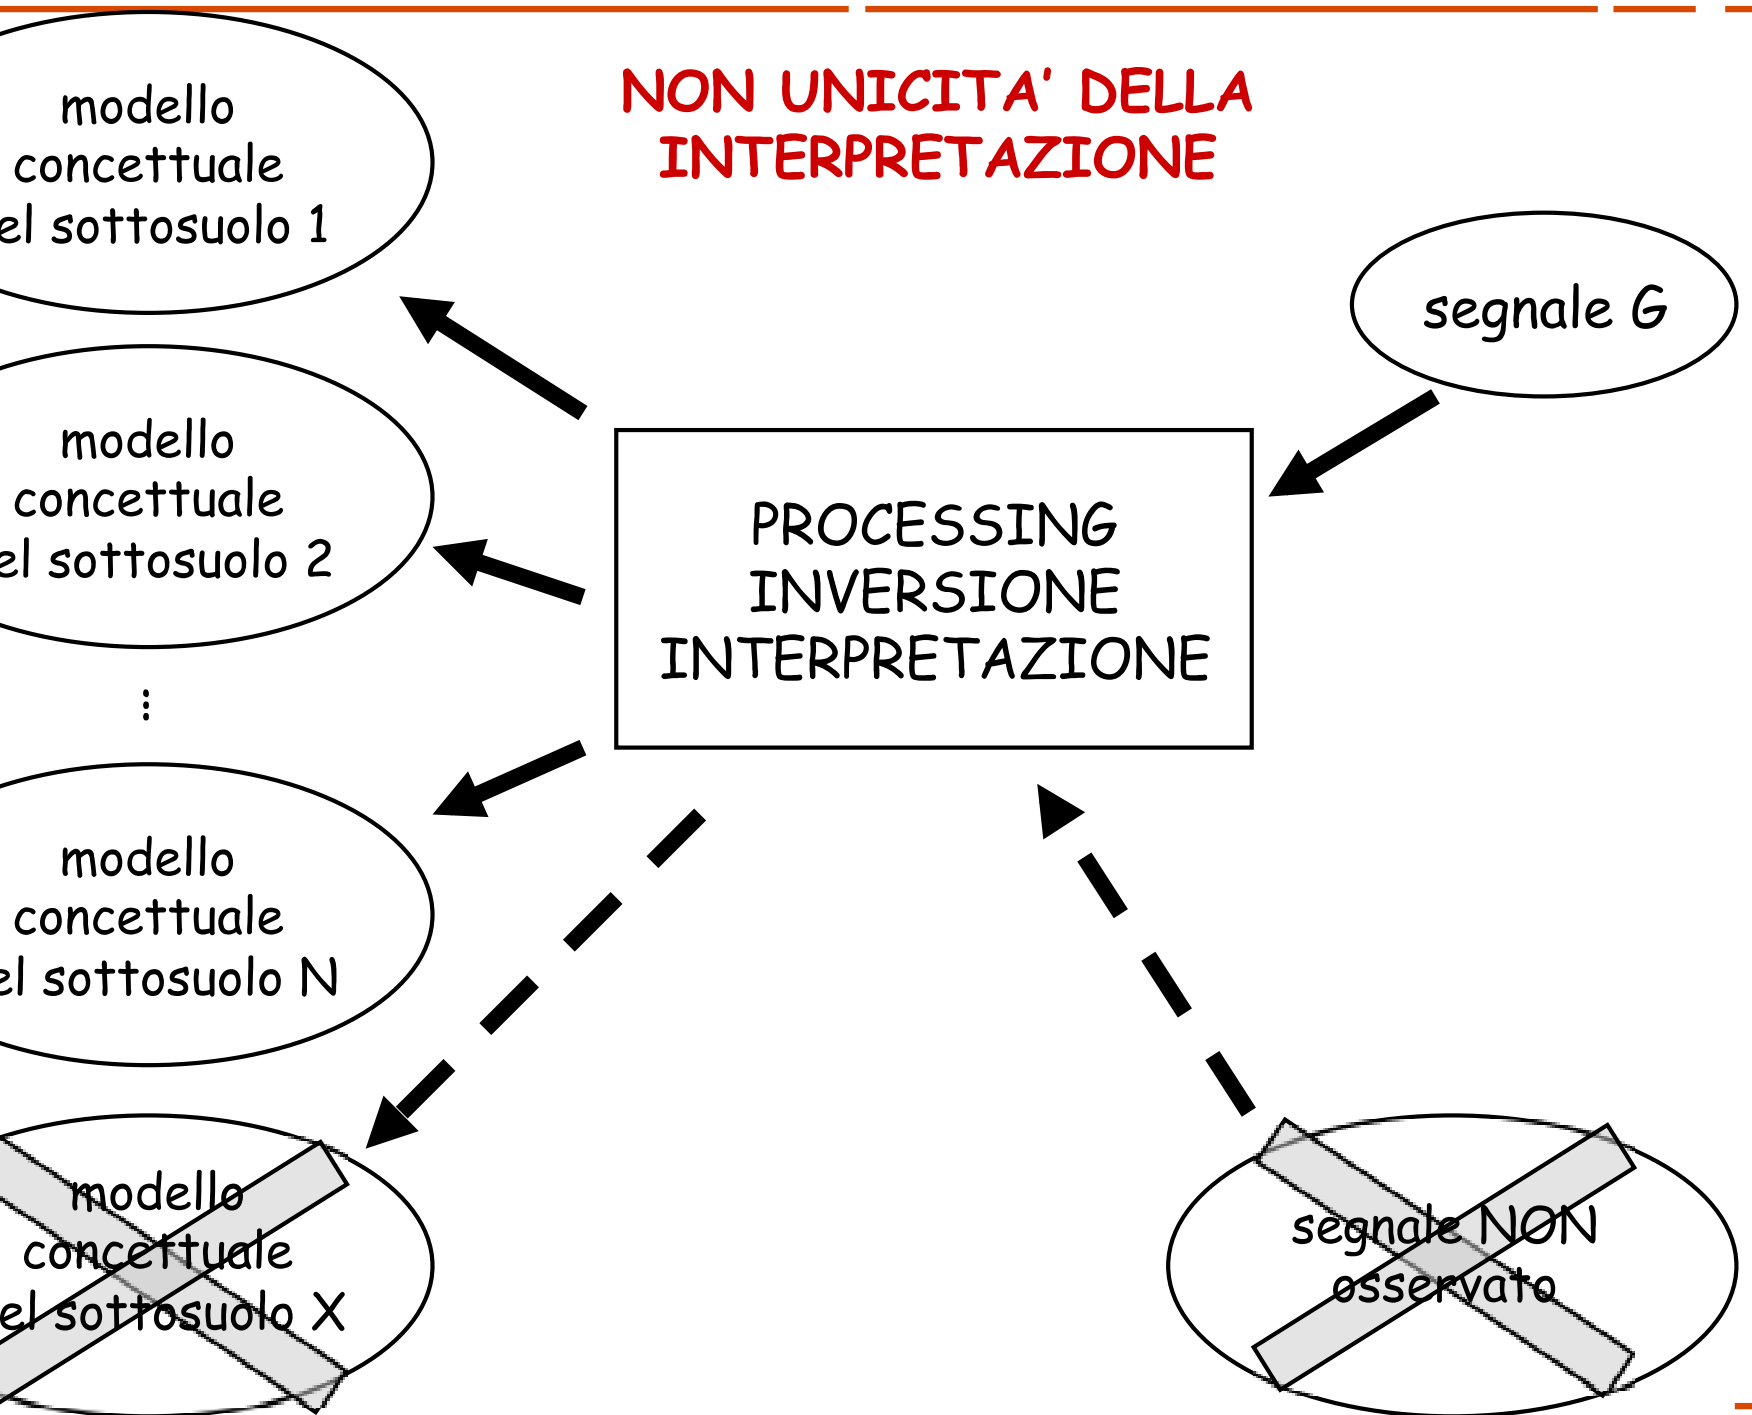 NON UNICITA' DELLA
INTERPRETAZIONE
modello
concettuale
el sottosuolo 1
segnale G
modello
concettuale
el sottosuolo 2
PROCESSING
INVERSIONE
INTERPRETAZIONE
...
modello
concettuale
el sottosuolo N
modello
concettuale
el sottosuolo X
segnale NON
osservato